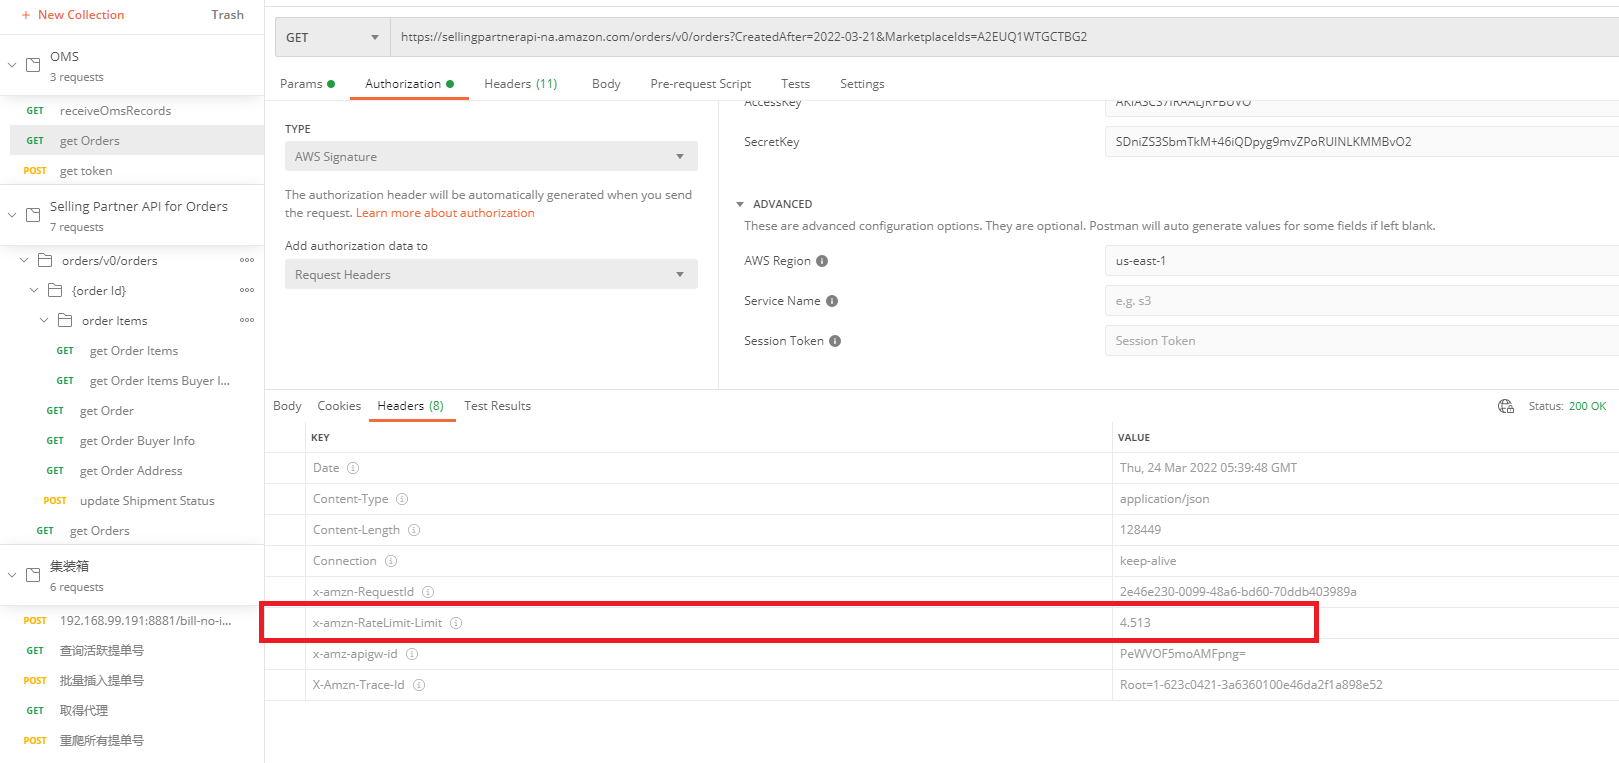 + New Collection
Trash
OMS
3 requests
GET receiveOmsRecords
GET get Orders
POST get token
Selling Partner API for Orders
7 requests
orders/v0/orders
{order Id}
order Items
GET get Order Items
GET get Order Items Buyer I...
GET get Order
GET get Order Buyer Info
GET get Order Address
POST update Shipment Status
GET get Orders
集装箱
6 requests
POST 192.168.99.191:8881/bill-no-i...
GET 查询活跃提单号
POST 批量插入提单号
GET 取得代理
POST 重爬所有提单号
GET https://sellingpartnerapi-na.amazon.com/orders/v0/orders?CreatedAfter=2022-03-21&MarketplaceIds=A2EUQ1WTGCTBG2
Params Authorization Headers (11) Body Pre-request Script Tests Settings
TYPE
AWS Signature
The authorization header will be automatically generated when you send
the request. Learn more about authorization
Add authorization data to
Request Headers
AccessKey
SecretKey SDniZS3SbmTkM+46iQDpyg9mvZPoRUINLKMMBvO2
ADVANCED
These are advanced configuration options. They are optional. Postman will auto generate values for some fields if left blank.
AWS Region us-east-1
Service Name e.g. s3
Session Token Session Token
Body Cookies Headers (8) Test Results Status: 200 OK
KEY VALUE
Date Thu, 24 Mar 2022 05:39:48 GMT
Content-Type application/json
Content-Length 128449
Connection keep-alive
x-amzn-RequestId 2e46e230-0099-48a6-bd60-70ddb403989a
x-amzn-RateLimit-Limit 4.513
x-amz-apigw-id PeWVOF5moAMFpng=
X-Amzn-Trace-Id Root=1-623c0421-3a6360100e46da2f1a898e52